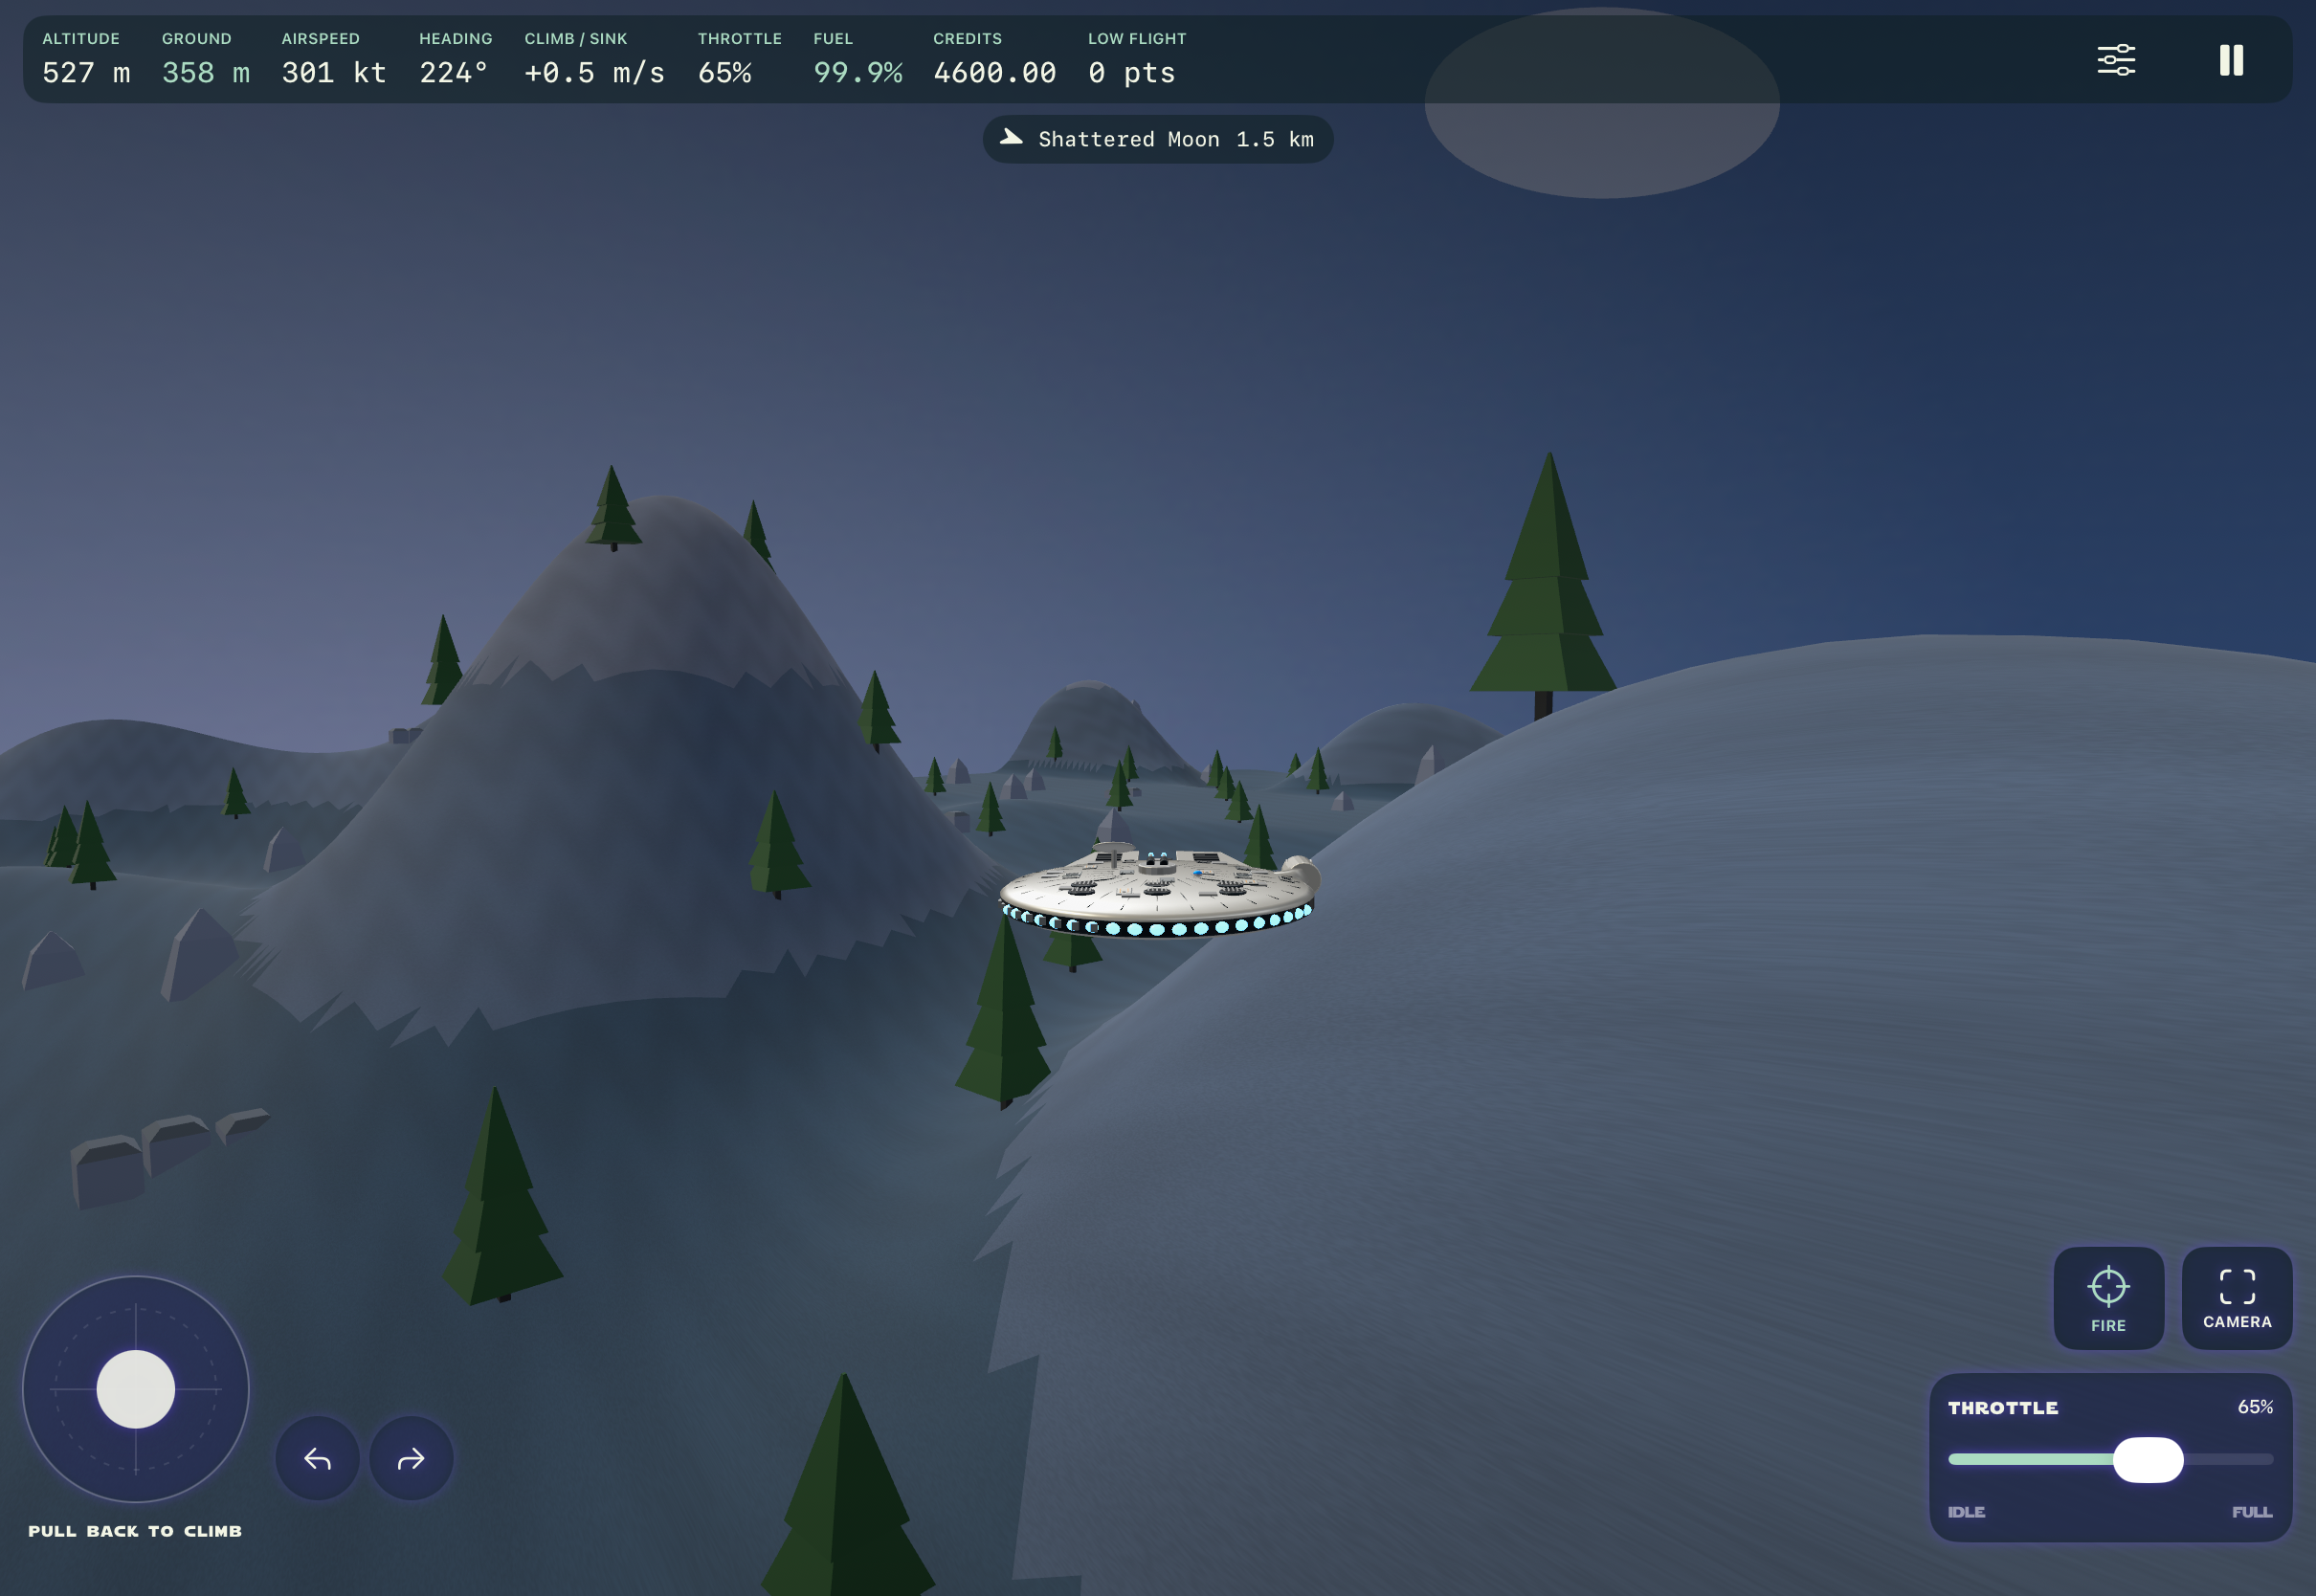 ALTITUDE GROUND AIRSPEED HEADING CLIMB / SINK THROTTLE FUEL CREDITS LOW FLIGHT
527 m 358 m 301 kt 224° +0.5 m/s 65% 99.9% 4600.00 0 pts
Shattered Moon 1.5 km
FIRE
CAMERA
THROTTLE 65%
IDLE FULL
PULL BACK TO CLIMB